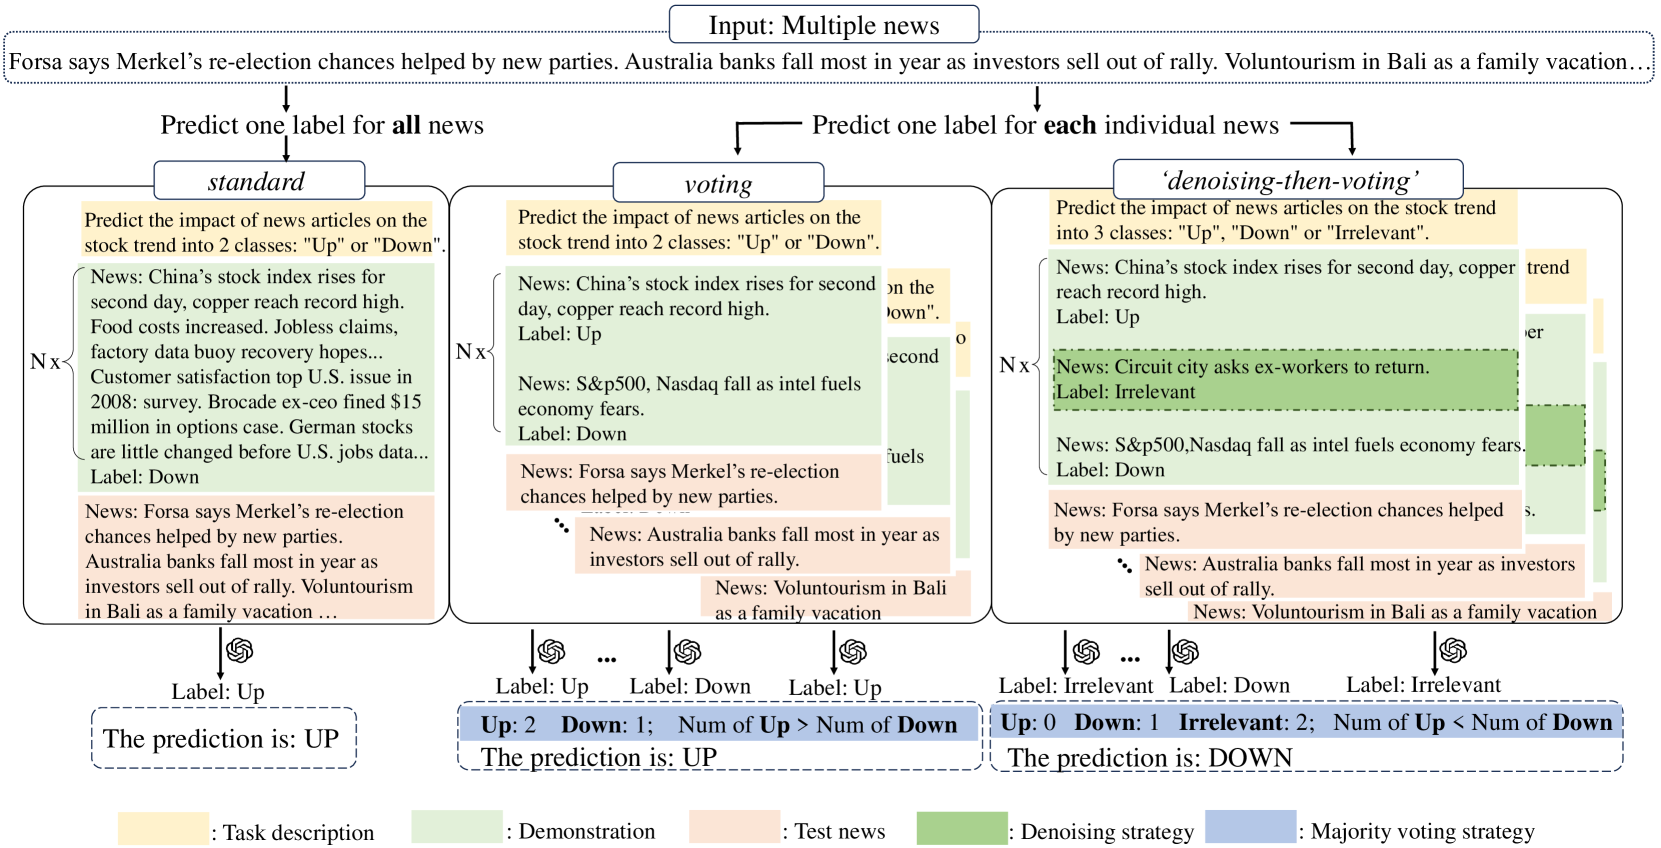 Input: Multiple news
Forsa says Merkel’s re-election chances helped by new parties. Australia banks fall most in year as investors sell out of rally. Voluntourism in Bali as a family vacation…
Predict one label for all news
Predict one label for each individual news
standard
Predict the impact of news articles on the
stock trend into 2 classes: "Up" or "Down".
N x
News: China’s stock index rises for
second day, copper reach record high.
Food costs increased. Jobless claims,
factory data buoy recovery hopes...
Customer satisfaction top U.S. issue in
2008: survey. Brocade ex-ceo fined $15
million in options case. German stocks
are little changed before U.S. jobs data...
Label: Down
News: Forsa says Merkel’s re-election
chances helped by new parties.
Australia banks fall most in year as
investors sell out of rally. Voluntourism
in Bali as a family vacation …
Label: Up
The prediction is: UP
voting
Predict the impact of news articles on the
stock trend into 2 classes: "Up" or "Down".
N x
News: China’s stock index rises for second
day, copper reach record high.
Label: Up
News: S&p500, Nasdaq fall as intel fuels
economy fears.
Label: Down
on the
Down".
o
second
fuels
News: Forsa says Merkel’s re-election
chances helped by new parties.
News: Australia banks fall most in year as
investors sell out of rally.
News: Voluntourism in Bali
as a family vacation
...
Label: Up
Label: Down
Label: Up
Up: 2 Down: 1; Num of Up > Num of Down
The prediction is: UP
‘denoising-then-voting’
Predict the impact of news articles on the stock trend
into 3 classes: "Up", "Down" or "Irrelevant".
N x
News: China’s stock index rises for second day, copper
reach record high.
Label: Up
News: Circuit city asks ex-workers to return.
Label: Irrelevant
News: S&p500,Nasdaq fall as intel fuels economy fears.
Label: Down
trend
per
s.
News: Forsa says Merkel’s re-election chances helped
by new parties.
News: Australia banks fall most in year as investors
sell out of rally.
News: Voluntourism in Bali as a family vacation
...
Label: Irrelevant
Label: Down
Label: Irrelevant
Up: 0 Down: 1 Irrelevant: 2; Num of Up < Num of Down
The prediction is: DOWN
: Task description
: Demonstration
: Test news
: Denoising strategy
: Majority voting strategy